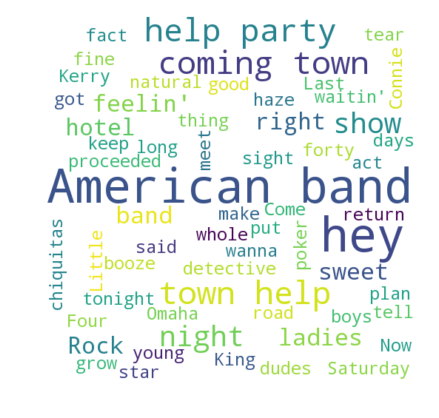 fact help party tear
fine coming town
Kerry natural good Last Connie
got feelin' haze waitin'
hotel thing right show
keep long meet sight forty days
proceeded act
American band
band make Come return
chiquitas said whole put poker hey
Little booze wanna sweet
detective
tonight town help plan
Four Omaha road boys tell
Rock night ladies Now
grow young King
star dudes Saturday